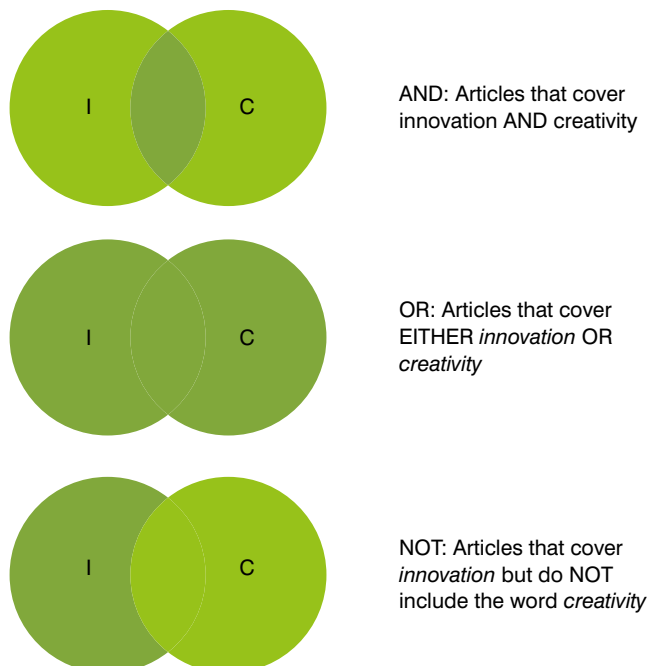 I
C
AND: Articles that cover
innovation AND creativity
I
C
OR: Articles that cover
EITHER innovation OR
creativity
I
C
NOT: Articles that cover
innovation but do NOT
include the word creativity